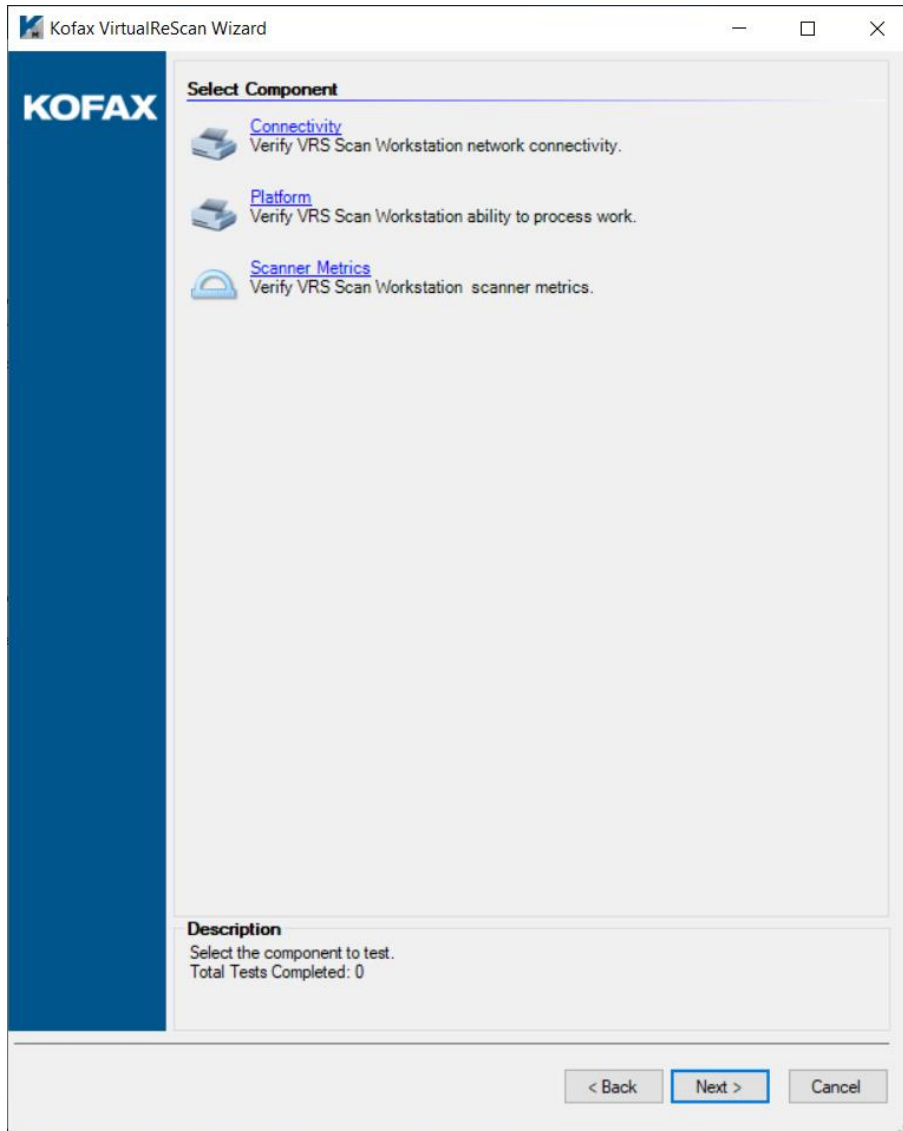 Kofax VirtualReScan Wizard
KOFAX
Select Component
Connectivity
Verify VRS Scan Workstation network connectivity.
Platform
Verify VRS Scan Workstation ability to process work.
Scanner Metrics
Verify VRS Scan Workstation  scanner metrics.
Description
Select the component to test.
Total Tests Completed: 0
< Back
Next >
Cancel